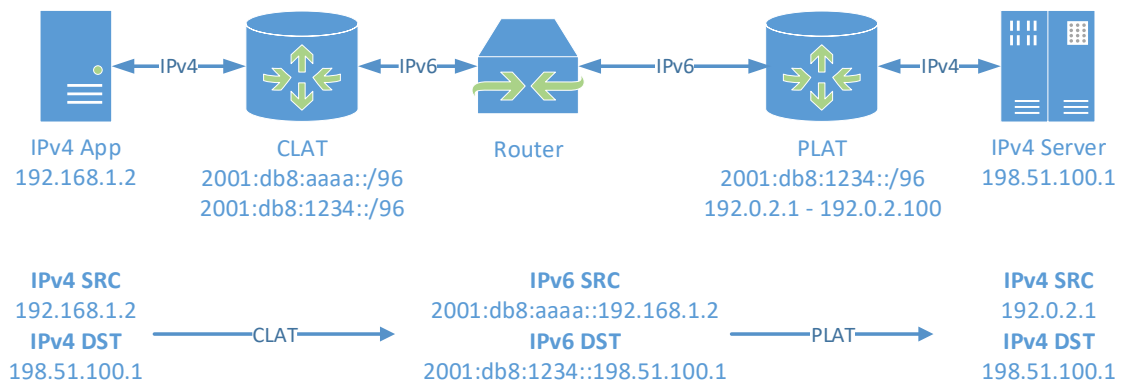 IPv4
IPv6
IPv6
IPv4
IPv4 App
192.168.1.2
CLAT
2001:db8:aaaa::/96
2001:db8:1234::/96
Router
PLAT
2001:db8:1234::/96
192.0.2.1 - 192.0.2.100
IPv4 Server
198.51.100.1
IPv4 SRC
192.168.1.2
IPv4 DST
198.51.100.1
CLAT
IPv6 SRC
2001:db8:aaaa::192.168.1.2
IPv6 DST
2001:db8:1234::198.51.100.1
PLAT
IPv4 SRC
192.0.2.1
IPv4 DST
198.51.100.1